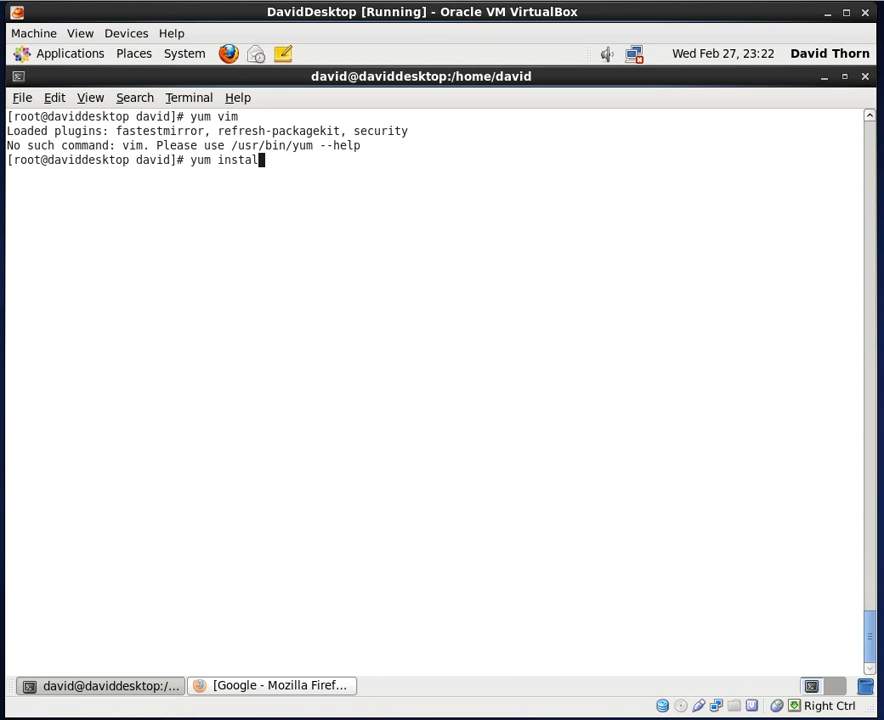 DavidDesktop [Running] - Oracle VM VirtualBox
Machine View Devices Help
Applications Places System Wed Feb 27, 23:22 David Thorn
david@daviddesktop:/home/david
File Edit View Search Terminal Help
[root@daviddesktop david]# yum vim
Loaded plugins: fastestmirror, refresh-packagekit, security
No such command: vim. Please use /usr/bin/yum --help
[root@daviddesktop david]# yum instal
david@daviddesktop:/... [Google - Mozilla Firef...
Right Ctrl